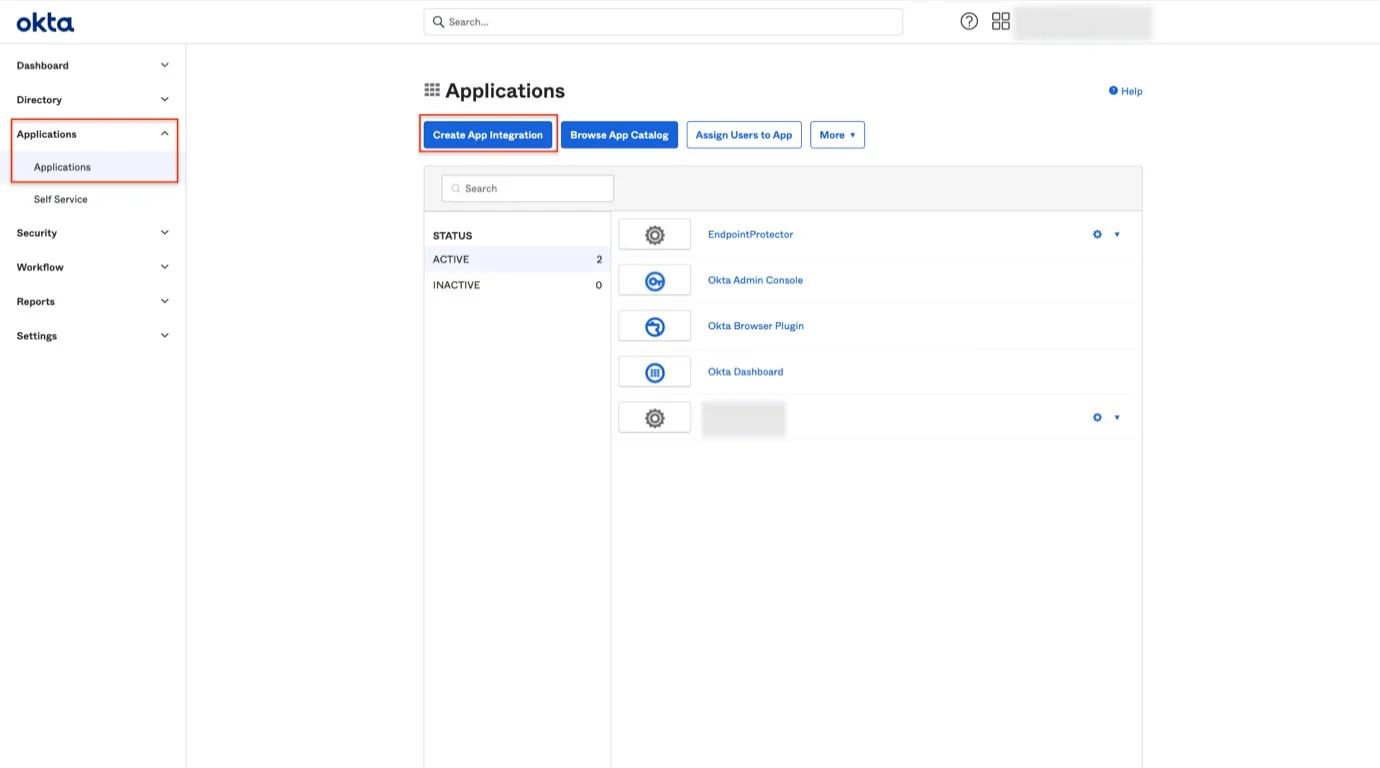 okta
Search...
Dashboard
Directory
Applications
Applications
Self Service
Security
Workflow
Reports
Settings
Applications
Help
Create App Integration
Browse App Catalog
Assign Users to App
More
Search
STATUS
ACTIVE 2
INACTIVE 0
EndpointProtector
Okta Admin Console
Okta Browser Plugin
Okta Dashboard